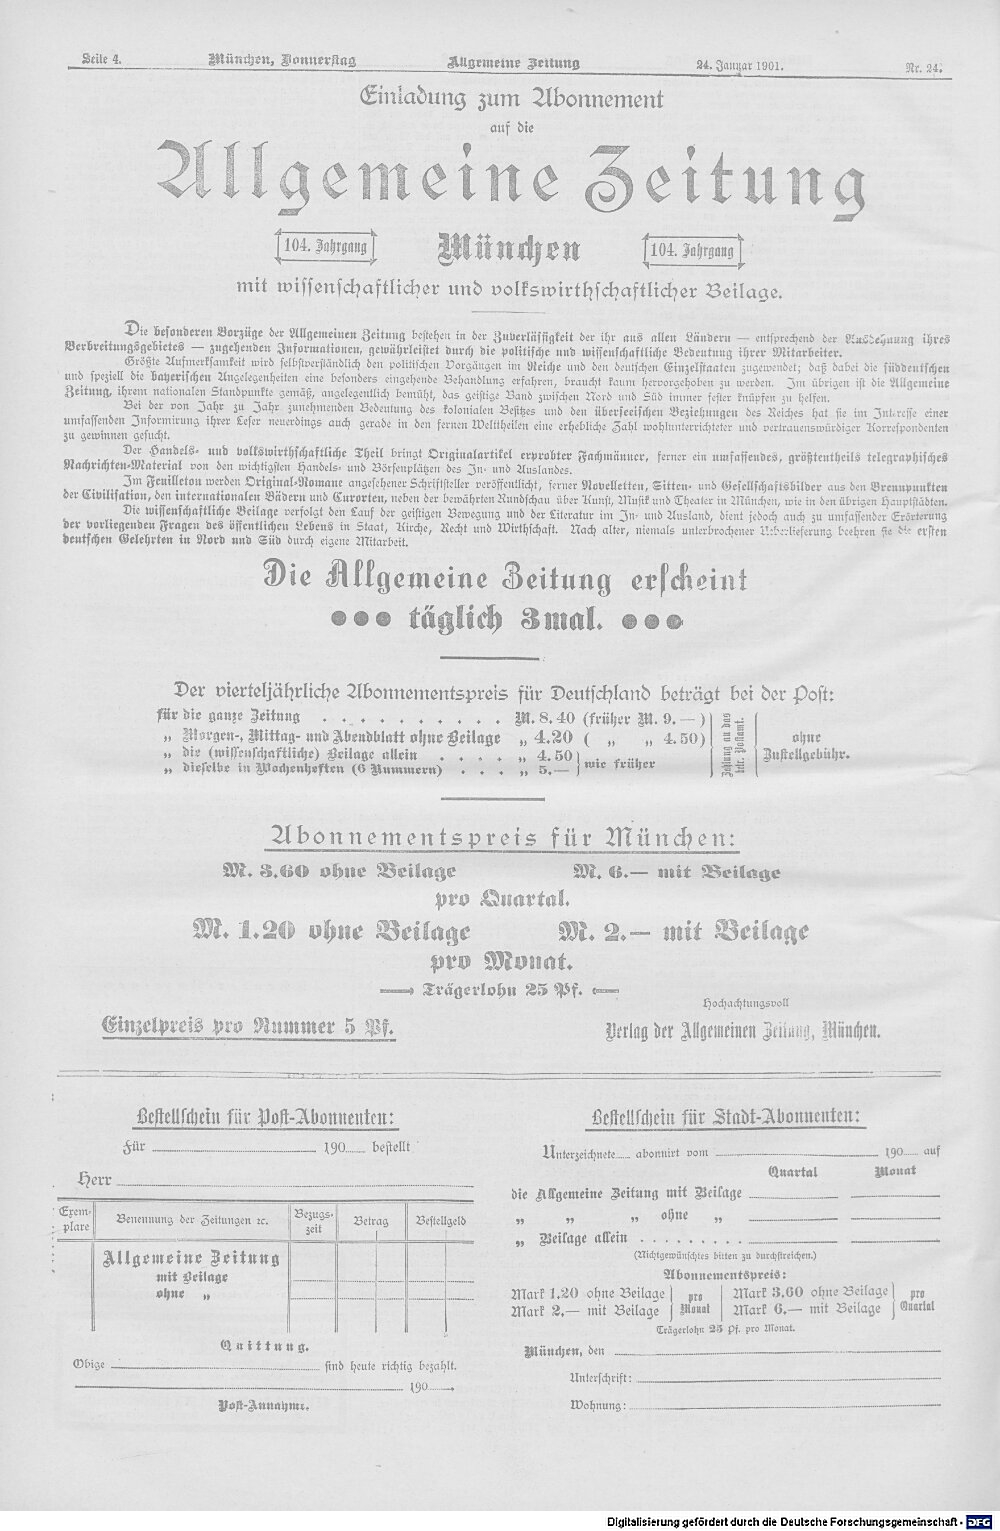 Seite 4. München, Donnerstag Allgemeine Zeitung 24. Januar 1901. Nr. 24.
Einladung zum Abonnement
auf die
Allgemeine Zeitung
104. Jahrgang München 104. Jahrgang
mit wissenschaftlicher und volkswirthschaftlicher Beilage.
Die besonderen Vorzüge der Allgemeinen Zeitung bestehen in der Zuverlässigkeit der ihr aus allen Ländern — entsprechend der Ausdehnung ihres
Verbreitungsgebietes — zugehenden Informationen, gewährleistet durch die politische und wissenschaftliche Bedeutung ihrer Mitarbeiter.
Größte Aufmerksamkeit wird selbstverständlich den politischen Vorgängen im Reiche und den deutschen Einzelstaaten zugewendet; daß dabei die süddeutschen
und speziell die bayerischen Angelegenheiten eine besonders eingehende Behandlung erfahren, braucht kaum hervorgehoben zu werden. Im übrigen ist die Allgemeine
Zeitung, ihrem nationalen Standpunkte gemäß, angelegentlich bemüht, das geistige Band zwischen Nord und Süd immer fester knüpfen zu helfen.
Bei der von Jahr zu Jahr zunehmenden Bedeutung des kolonialen Besitzes und den überseeischen Beziehungen des Reiches hat sie im Interesse einer
umfassenden Informirung ihrer Leser neuerdings auch gerade in den fernen Welttheilen eine erhebliche Zahl wohlunterrichteter und vertrauenswürdiger Korrespondenten
zu gewinnen gesucht.
Der Handels- und volkswirthschaftliche Theil bringt Originalartikel erprobter Fachmänner, ferner ein umfassendes, größtentheils telegraphisches
Nachrichten-Material von den wichtigsten Handels- und Börsenplätzen des In- und Auslandes.
Im Feuilleton werden Original-Romane angesehener Schriftsteller veröffentlicht, ferner Novelletten, Sitten- und Gesellschaftsbilder aus den Brennpunkten
der Civilisation, den internationalen Bädern und Curorten, neben der bewährten Rundschau über Kunst, Musik und Theater in München, wie in den übrigen Hauptstädten.
Die wissenschaftliche Beilage verfolgt den Lauf der geistigen Bewegung und der Literatur im In- und Ausland, dient jedoch auch zu umfassender Erörterung
der vorliegenden Fragen des öffentlichen Lebens in Staat, Kirche, Recht und Wirthschaft. Nach alter, niemals unterbrochener Ueberlieferung beehren sie die ersten
deutschen Gelehrten in Nord und Süd durch eigene Mitarbeit.
Die Allgemeine Zeitung erscheint
●●● täglich 3mal. ●●●
Der vierteljährliche Abonnementspreis für Deutschland beträgt bei der Post:
für die ganze Zeitung . . . . . . . . . . M. 8.40 (früher M. 9.—)
„ Morgen-, Mittag- und Abendblatt ohne Beilage „ 4.20 ( „ „ 4.50)
„ die (wissenschaftliche) Beilage allein . . . . „ 4.50
„ dieselbe in Wochenheften (6 Nummern) . . . „ 5.—
wie früher
Zahlung an das
betr. Postamt.
ohne
Zustellgebühr.
Abonnementspreis für München:
M. 3.60 ohne Beilage M. 6.— mit Beilage
pro Quartal.
M. 1.20 ohne Beilage M. 2.— mit Beilage
pro Monat.
Trägerlohn 25 Pf.
Hochachtungsvoll
Einzelpreis pro Nummer 5 Pf. Verlag der Allgemeinen Zeitung, München.
Bestellschein für Post-Abonnenten:
Für 190 bestellt
Herr
Exem-
plare
Benennung der Zeitungen ꝛc.
Bezugs-
zeit
Betrag
Bestellgeld
Allgemeine Zeitung
mit Beilage
ohne „
Quittung.
Obige sind heute richtig bezahlt.
190
Post-Annahme.
Bestellschein für Stadt-Abonnenten:
Unterzeichnete abonnirt vom 190 auf
Quartal Monat
die Allgemeine Zeitung mit Beilage
„ „ „ ohne „
„ Beilage allein . . . . . . . . .
(Nichtgewünschtes bitten zu durchstreichen.)
Abonnementspreis:
Mark 1.20 ohne Beilage
Mark 2.— mit Beilage
pro
Monat
Mark 3.60 ohne Beilage
Mark 6.— mit Beilage
pro
Quartal
Trägerlohn 25 Pf. pro Monat.
München, den
Unterschrift:
Wohnung:
Digitalisierung gefördert durch die Deutsche Forschungsgemeinschaft - DFG